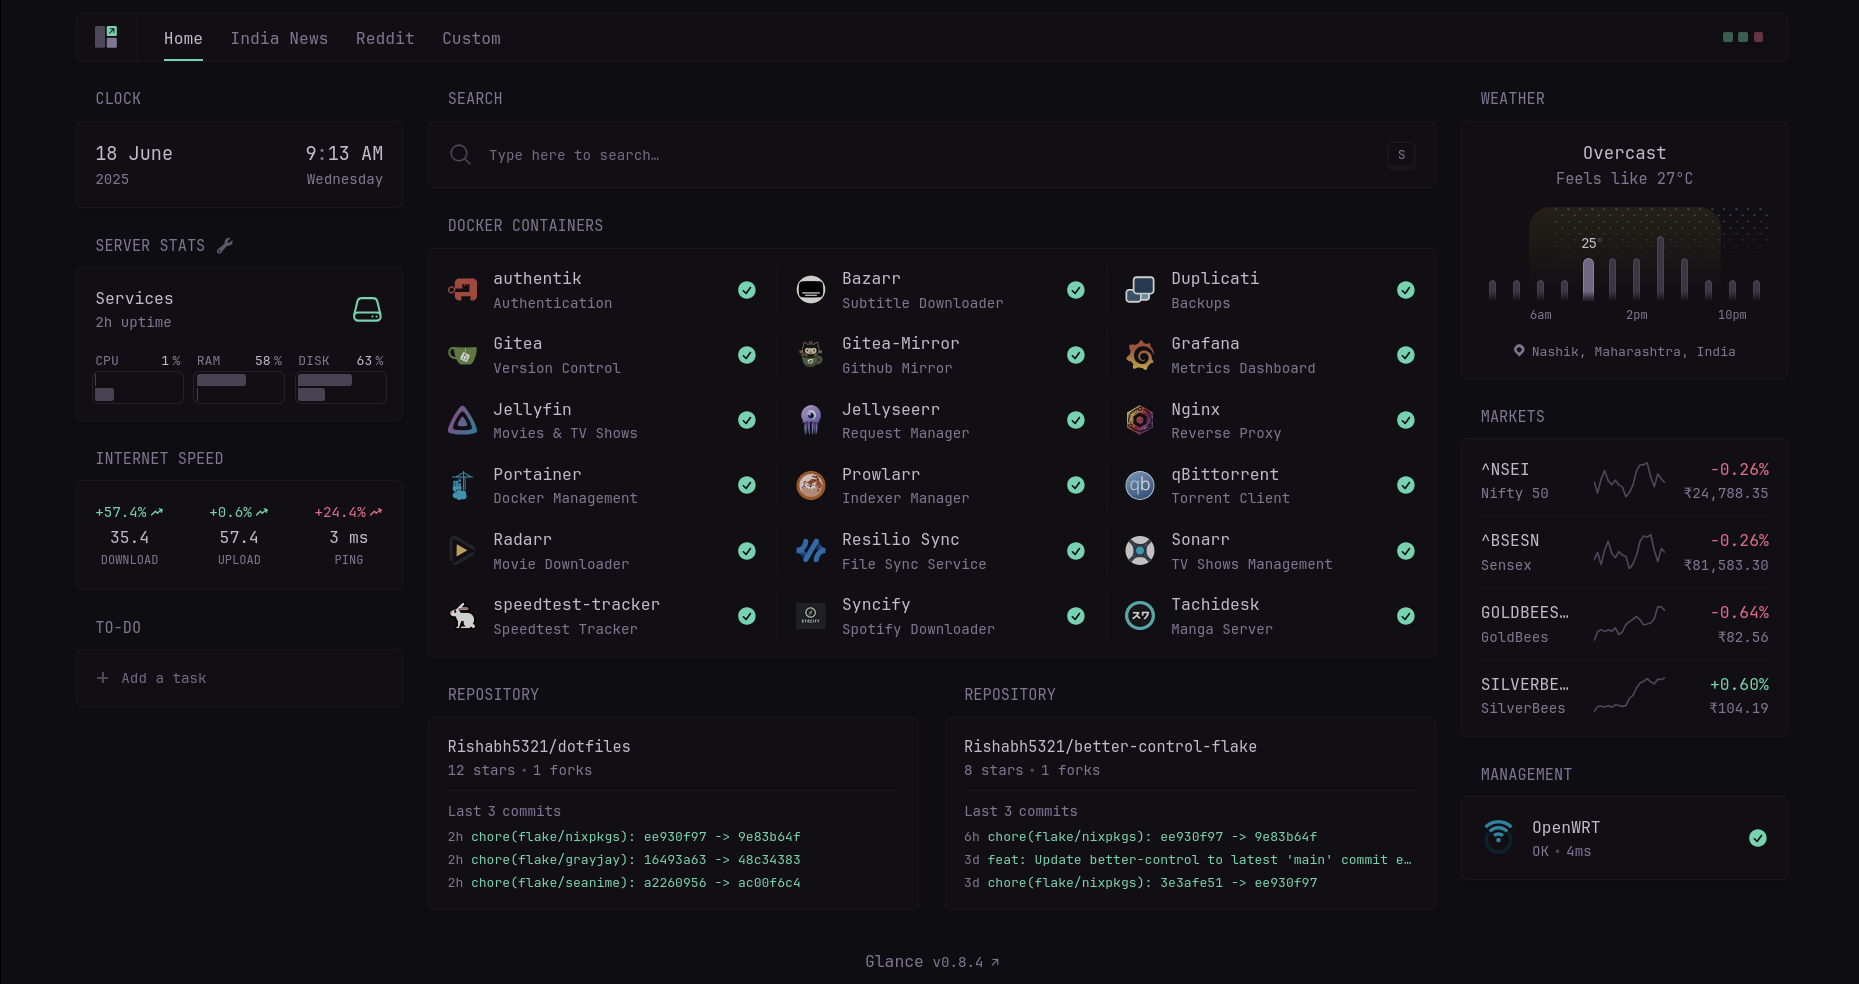 Home India News Reddit Custom
CLOCK
18 June 9:13 AM
2025 Wednesday
SERVER STATS
Services
2h uptime
CPU 1% RAM 58% DISK 63%
INTERNET SPEED
+57.4% +0.6% +24.4%
35.4 57.4 3 ms
DOWNLOAD UPLOAD PING
TO-DO
+ Add a task
SEARCH
Type here to search… S
DOCKER CONTAINERS
authentik Bazarr Duplicati
Authentication Subtitle Downloader Backups
Gitea Gitea-Mirror Grafana
Version Control Github Mirror Metrics Dashboard
Jellyfin Jellyseerr Nginx
Movies & TV Shows Request Manager Reverse Proxy
Portainer Prowlarr qb qBittorrent
Docker Management Indexer Manager Torrent Client
Radarr Resilio Sync Sonarr
Movie Downloader File Sync Service TV Shows Management
speedtest-tracker Syncify Tachidesk
SYNCIFY スワ
Speedtest Tracker Spotify Downloader Manga Server
REPOSITORY
Rishabh5321/dotfiles
12 stars • 1 forks
Last 3 commits
2h chore(flake/nixpkgs): ee930f97 -> 9e83b64f
2h chore(flake/grayjay): 16493a63 -> 48c34383
2h chore(flake/seanime): a2260956 -> ac00f6c4
REPOSITORY
Rishabh5321/better-control-flake
8 stars • 1 forks
Last 3 commits
6h chore(flake/nixpkgs): ee930f97 -> 9e83b64f
3d feat: Update better-control to latest 'main' commit e…
3d chore(flake/nixpkgs): 3e3afe51 -> ee930f97
WEATHER
Overcast
Feels like 27°C
25°
6am 2pm 10pm
Nashik, Maharashtra, India
MARKETS
^NSEI -0.26%
Nifty 50 ₹24,788.35
^BSESN -0.26%
Sensex ₹81,583.30
GOLDBEES… -0.64%
GoldBees ₹82.56
SILVERBE… +0.60%
SilverBees ₹104.19
MANAGEMENT
OpenWRT
OK • 4ms
Glance v0.8.4 ↗